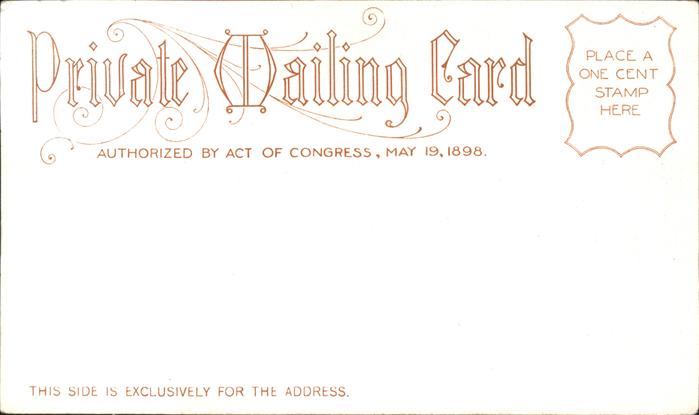 Private Mailing Card
AUTHORIZED BY ACT OF CONGRESS, MAY 19, 1898.
PLACE A
ONE CENT
STAMP
HERE
THIS SIDE IS EXCLUSIVELY FOR THE ADDRESS.